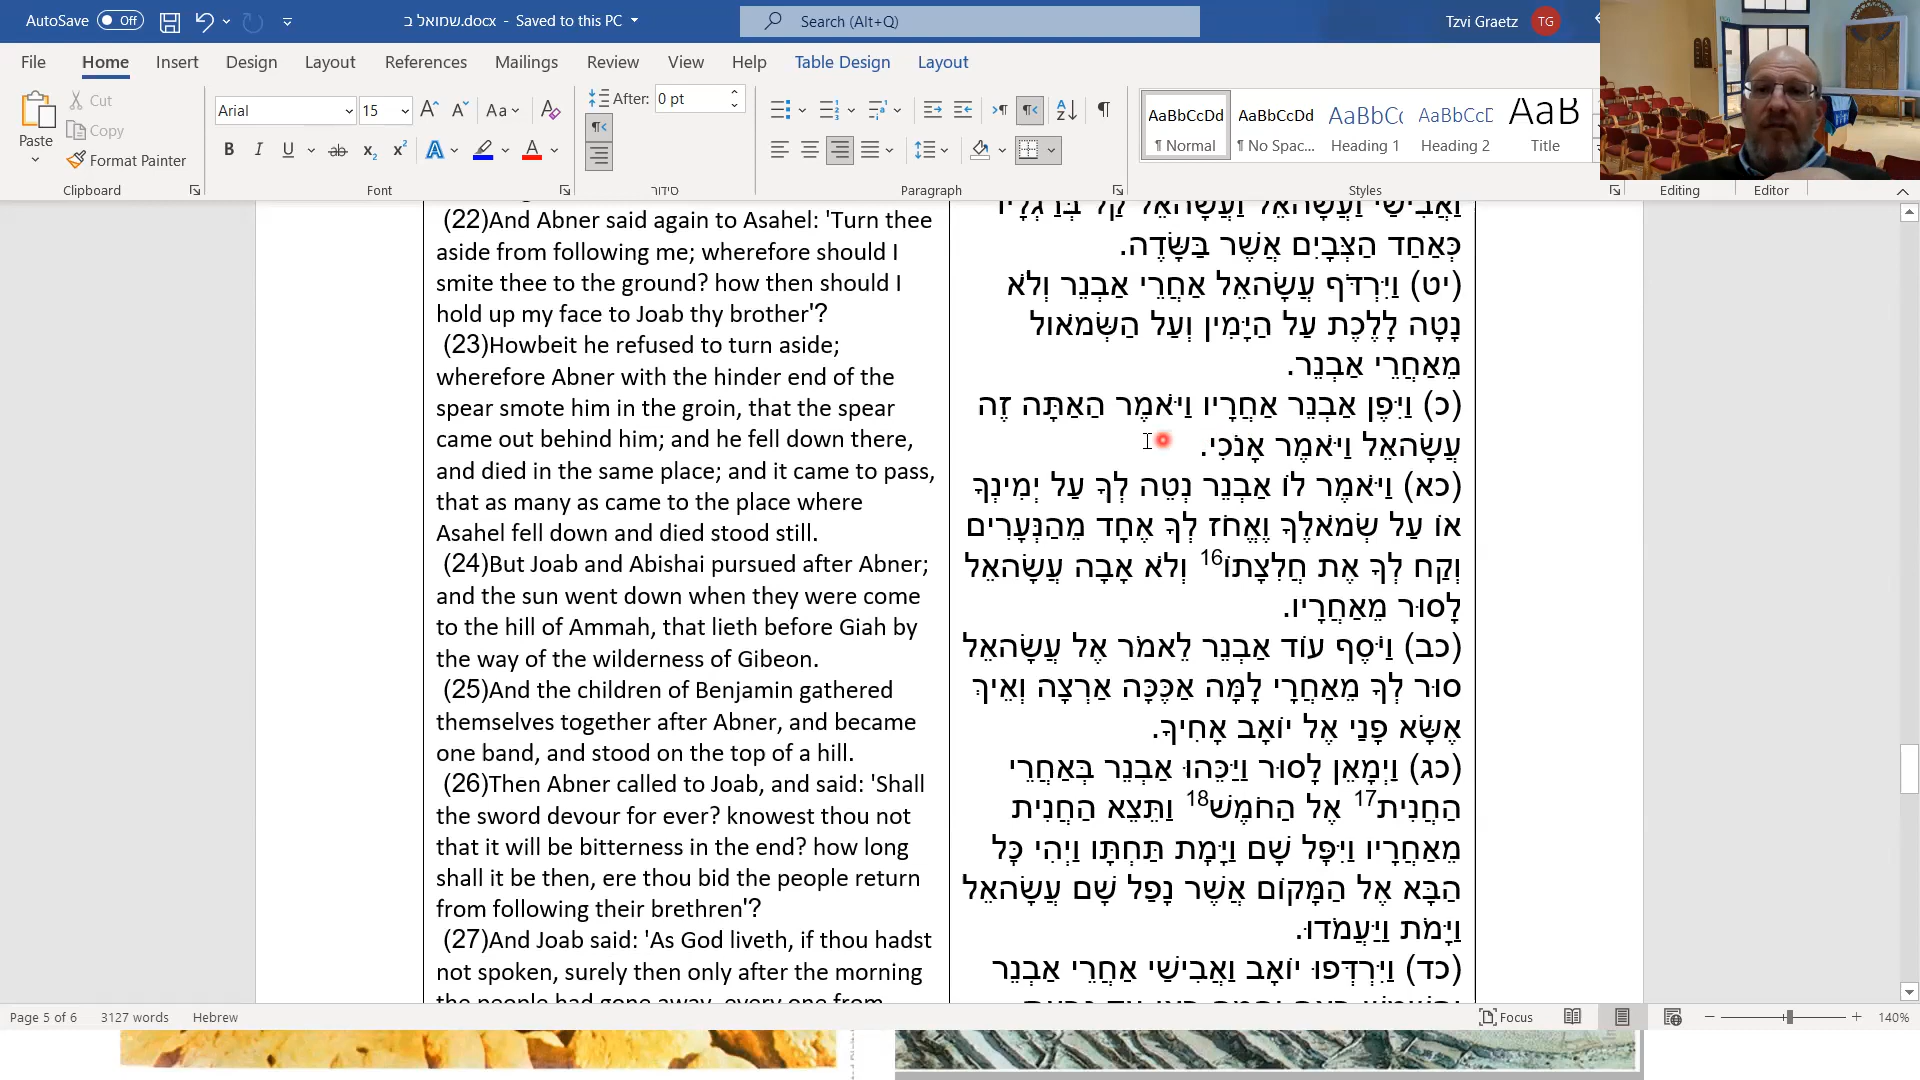 AutoSave Off שמואל ב.docx - Saved to this PC Search (Alt+Q) Tzvi Graetz TG
File Home Insert Design Layout References Mailings Review View Help Table Design Layout
Paste Cut Copy Format Painter
Clipboard
Arial 15
Font
After: 0 pt
סידור
Paragraph
AaBbCcDd ¶ Normal
AaBbCcDd ¶ No Spac...
AaBbCc Heading 1
AaBbCcD Heading 2
AaB Title
Styles
Editing
Editor
(22)And Abner said again to Asahel: 'Turn thee
aside from following me; wherefore should I
smite thee to the ground? how then should I
hold up my face to Joab thy brother'?
(23)Howbeit he refused to turn aside;
wherefore Abner with the hinder end of the
spear smote him in the groin, that the spear
came out behind him; and he fell down there,
and died in the same place; and it came to pass,
that as many as came to the place where
Asahel fell down and died stood still.
(24)But Joab and Abishai pursued after Abner;
and the sun went down when they were come
to the hill of Ammah, that lieth before Giah by
the way of the wilderness of Gibeon.
(25)And the children of Benjamin gathered
themselves together after Abner, and became
one band, and stood on the top of a hill.
(26)Then Abner called to Joab, and said: 'Shall
the sword devour for ever? knowest thou not
that it will be bitterness in the end? how long
shall it be then, ere thou bid the people return
from following their brethren'?
(27)And Joab said: 'As God liveth, if thou hadst
not spoken, surely then only after the morning
the people had gone away, every one from
וַאֲבִישַׁי וַעֲשָׂהאֵל וַעֲשָׂהאֵל קַל בְּרַגְלָיו
כְּאַחַד הַצְּבָיִם אֲשֶׁר בַּשָּׂדֶה.
(יט) וַיִּרְדֹּף עֲשָׂהאֵל אַחֲרֵי אַבְנֵר וְלֹא
נָטָה לָלֶכֶת עַל הַיָּמִין וְעַל הַשְּׂמֹאול
מֵאַחֲרֵי אַבְנֵר.
(כ) וַיִּפֶן אַבְנֵר אַחֲרָיו וַיֹּאמֶר הַאַתָּה זֶה
עֲשָׂהאֵל וַיֹּאמֶר אָנֹכִי.
(כא) וַיֹּאמֶר לוֹ אַבְנֵר נְטֵה לְךָ עַל יְמִינְךָ
אוֹ עַל שְׂמֹאלֶךָ וֶאֱחֹז לְךָ אֶחָד מֵהַנְּעָרִים
וְקַח לְךָ אֶת חֲלִצָתוֹ16 וְלֹא אָבָה עֲשָׂהאֵל
לָסוּר מֵאַחֲרָיו.
(כב) וַיֹּסֶף עוֹד אַבְנֵר לֵאמֹר אֶל עֲשָׂהאֵל
סוּר לְךָ מֵאַחֲרָי לָמָּה אַכֶּכָּה אַרְצָה וְאֵיךְ
אֶשָּׂא פָנַי אֶל יוֹאָב אָחִיךָ.
(כג) וַיְמָאֵן לָסוּר וַיַּכֵּהוּ אַבְנֵר בְּאַחֲרֵי
הַחֲנִית17 אֶל הַחֹמֶשׁ18 וַתֵּצֵא הַחֲנִית
מֵאַחֲרָיו וַיִּפָּל שָׁם וַיָּמָת תַּחְתָּו וַיְהִי כָּל
הַבָּא אֶל הַמָּקוֹם אֲשֶׁר נָפַל שָׁם עֲשָׂהאֵל
וַיָּמֹת וַיַּעֲמֹדוּ.
(כד) וַיִּרְדְּפוּ יוֹאָב וַאֲבִישַׁי אַחֲרֵי אַבְנֵר
Page 5 of 6 3127 words Hebrew Focus 140%